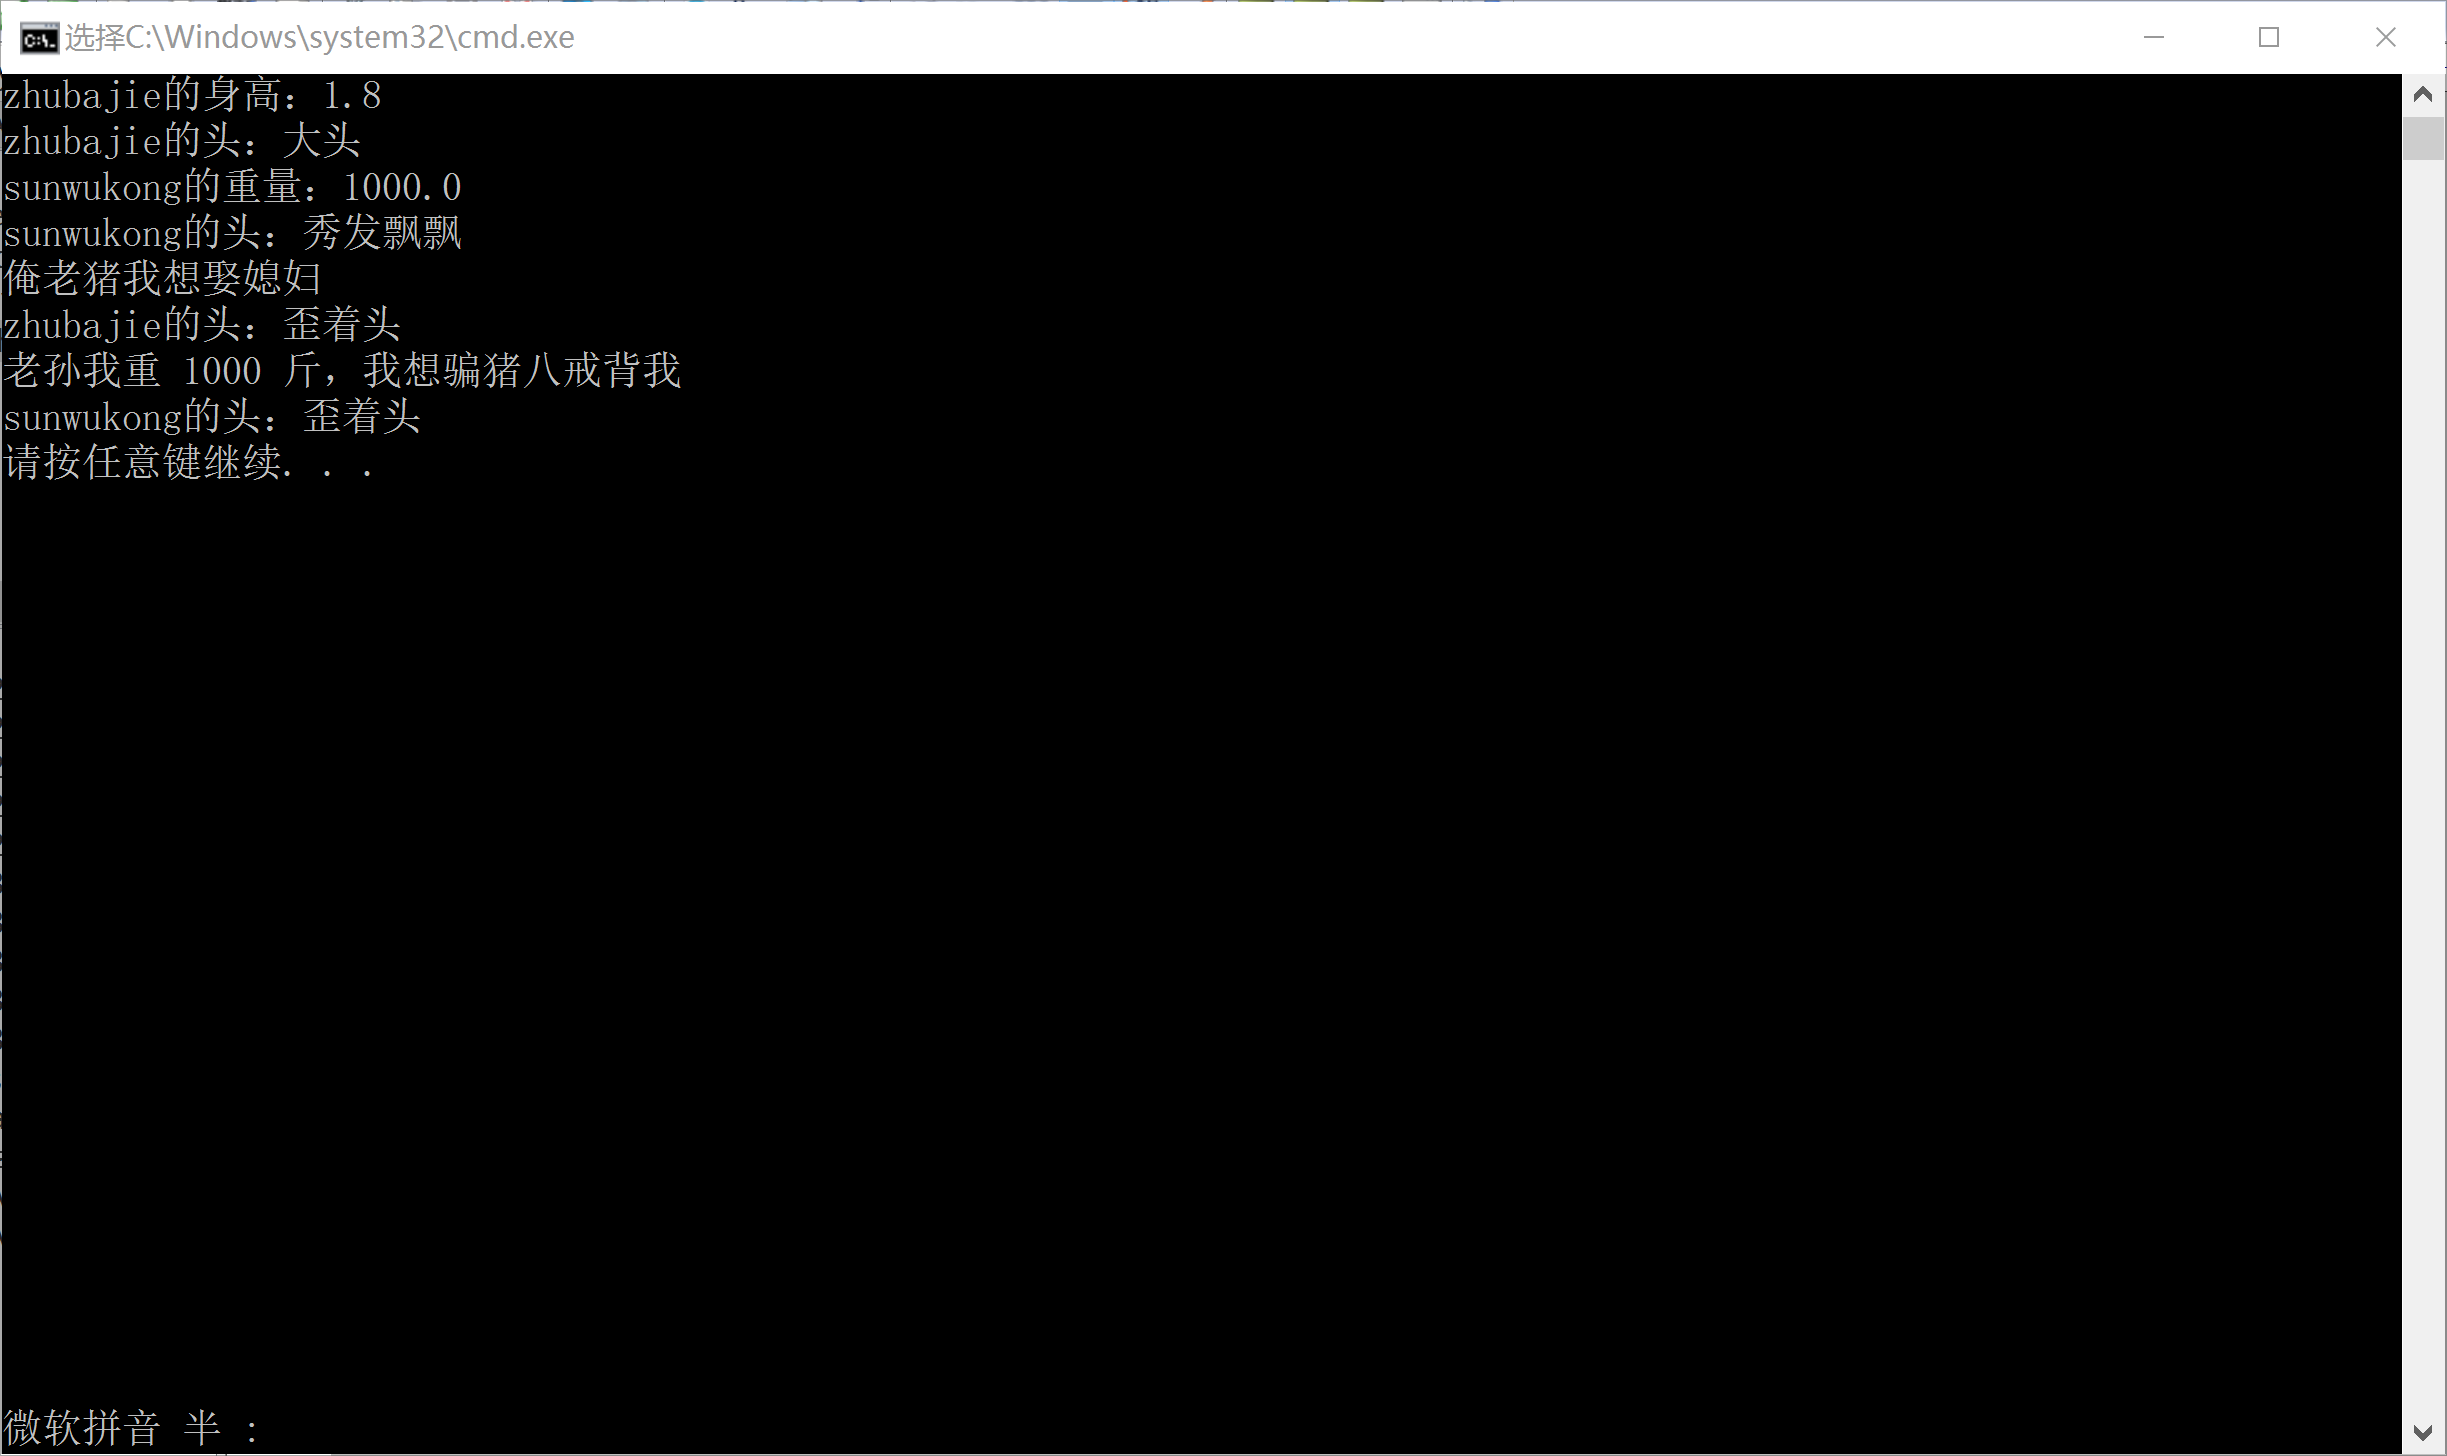 选择C:\Windows\system32\cmd.exe
zhubajie的身高：1.8
zhubajie的头：大头
sunwukong的重量：1000.0
sunwukong的头：秀发飘飘
俺老猪我想娶媳妇
zhubajie的头：歪着头
老孙我重 1000 斤，我想骗猪八戒背我
sunwukong的头：歪着头
请按任意键继续. . .
微软拼音 半 :